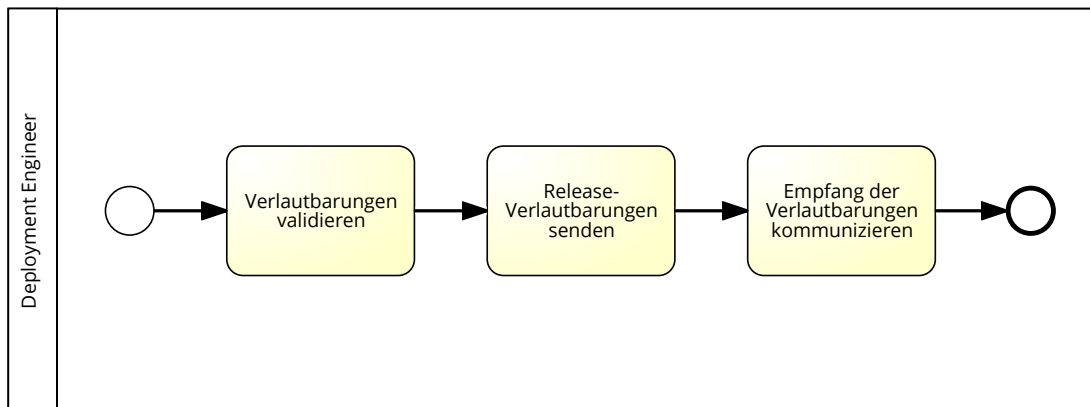 Deployment Engineer
Verlautbarungen
validieren
Release-
Verlautbarungen
senden
Empfang der
Verlautbarungen
kommunizieren